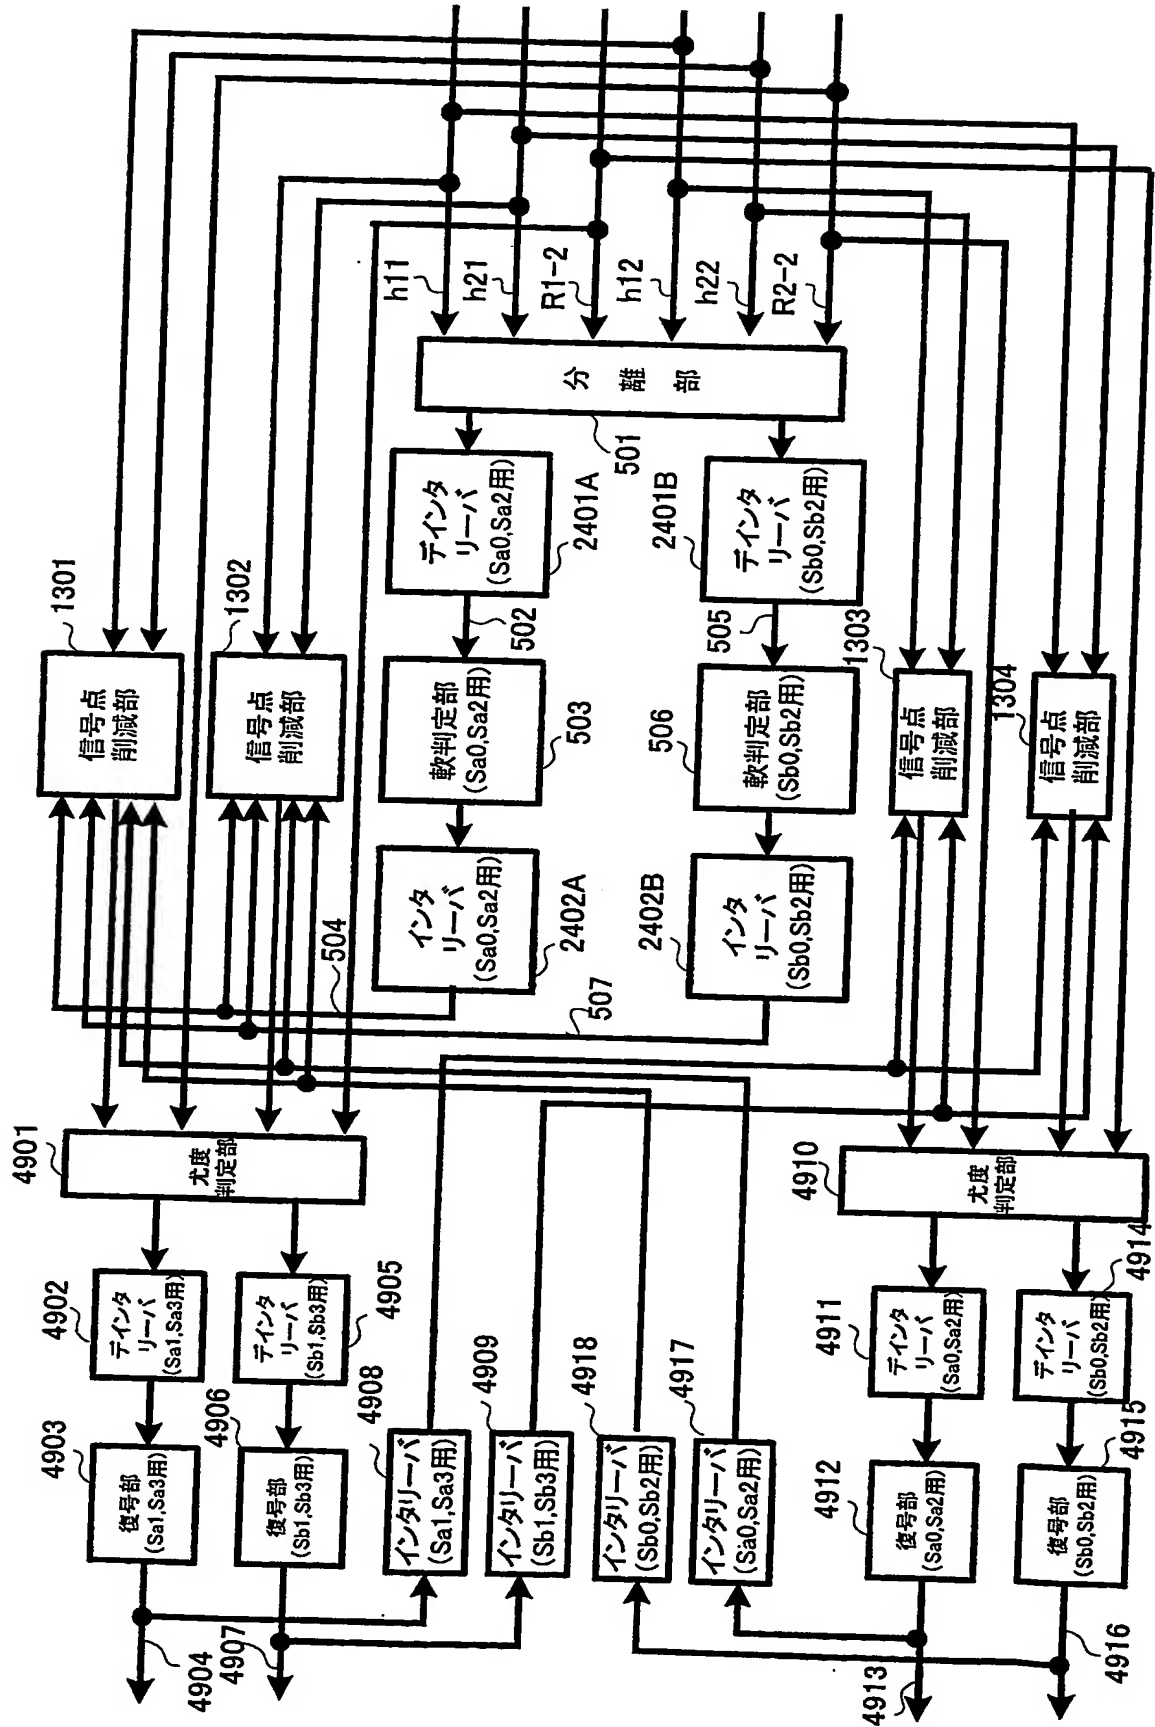 h11
h21
R1-2
h12
h22
R2-2
分離部
501
デインタ
リーバ
(Sa0,Sa2用)
2401A
デインタ
リーバ
(Sb0,Sb2用)
2401B
502
505
軟判定部
(Sa0,Sa2用)
503
軟判定部
(Sb0,Sb2用)
506
インタ
リーバ
(Sa0,Sa2用)
2402A
インタ
リーバ
(Sb0,Sb2用)
2402B
504
507
1301
信号点
削減部
1302
信号点
削減部
1303
信号点
削減部
1304
信号点
削減部
4901
尤度
判定部
4910
尤度
判定部
4902
デインタ
リーバ
(Sa1,Sa3用)
デインタ
リーバ
(Sb1,Sb3用)
4905
4903
復号部
(Sa1,Sa3用)
4906
復号部
(Sb1,Sb3用)
4904
4907
4908
インタリーバ
(Sa1,Sa3用)
4909
インタリーバ
(Sb1,Sb3用)
4918
インタリーバ
(Sb0,Sb2用)
4917
インタリーバ
(Sa0,Sa2用)
4911
デインタ
リーバ
(Sa0,Sa2用)
デインタ
リーバ
(Sb0,Sb2用)
4914
4912
復号部
(Sa0,Sa2用)
復号部
(Sb0,Sb2用)
4915
4913
4916